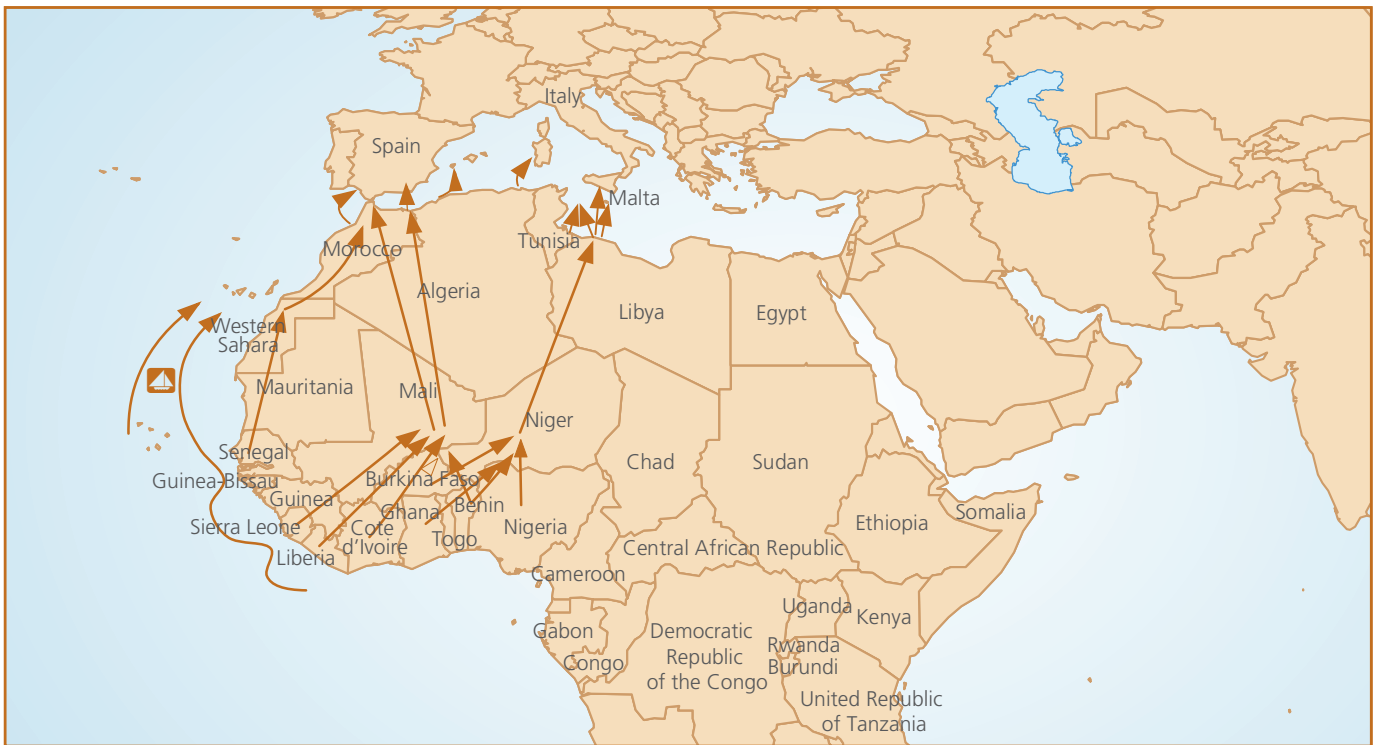 Italy
Spain
Malta
Tunisia
Morocco
Algeria
Libya
Egypt
Western
Sahara
Mauritania
Mali
Niger
Senegal
Chad
Sudan
Guinea-Bissau
Burkina Faso
Guinea
Benin
Ghana
Somalia
Sierra Leone
Cote
d'Ivoire
Togo
Nigeria
Ethiopia
Liberia
Central African Republic
Cameroon
Uganda
Kenya
Gabon
Democratic
Republic
of the Congo
Rwanda
Congo
Burundi
United Republic
of Tanzania